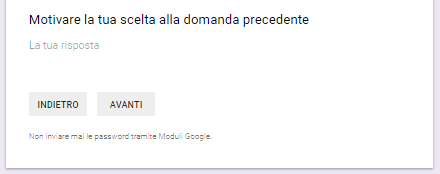 Motivare la tua scelta alla domanda precedente
La tua risposta
INDIETRO AVANTI
Non inviare mai le password tramite Moduli Google.